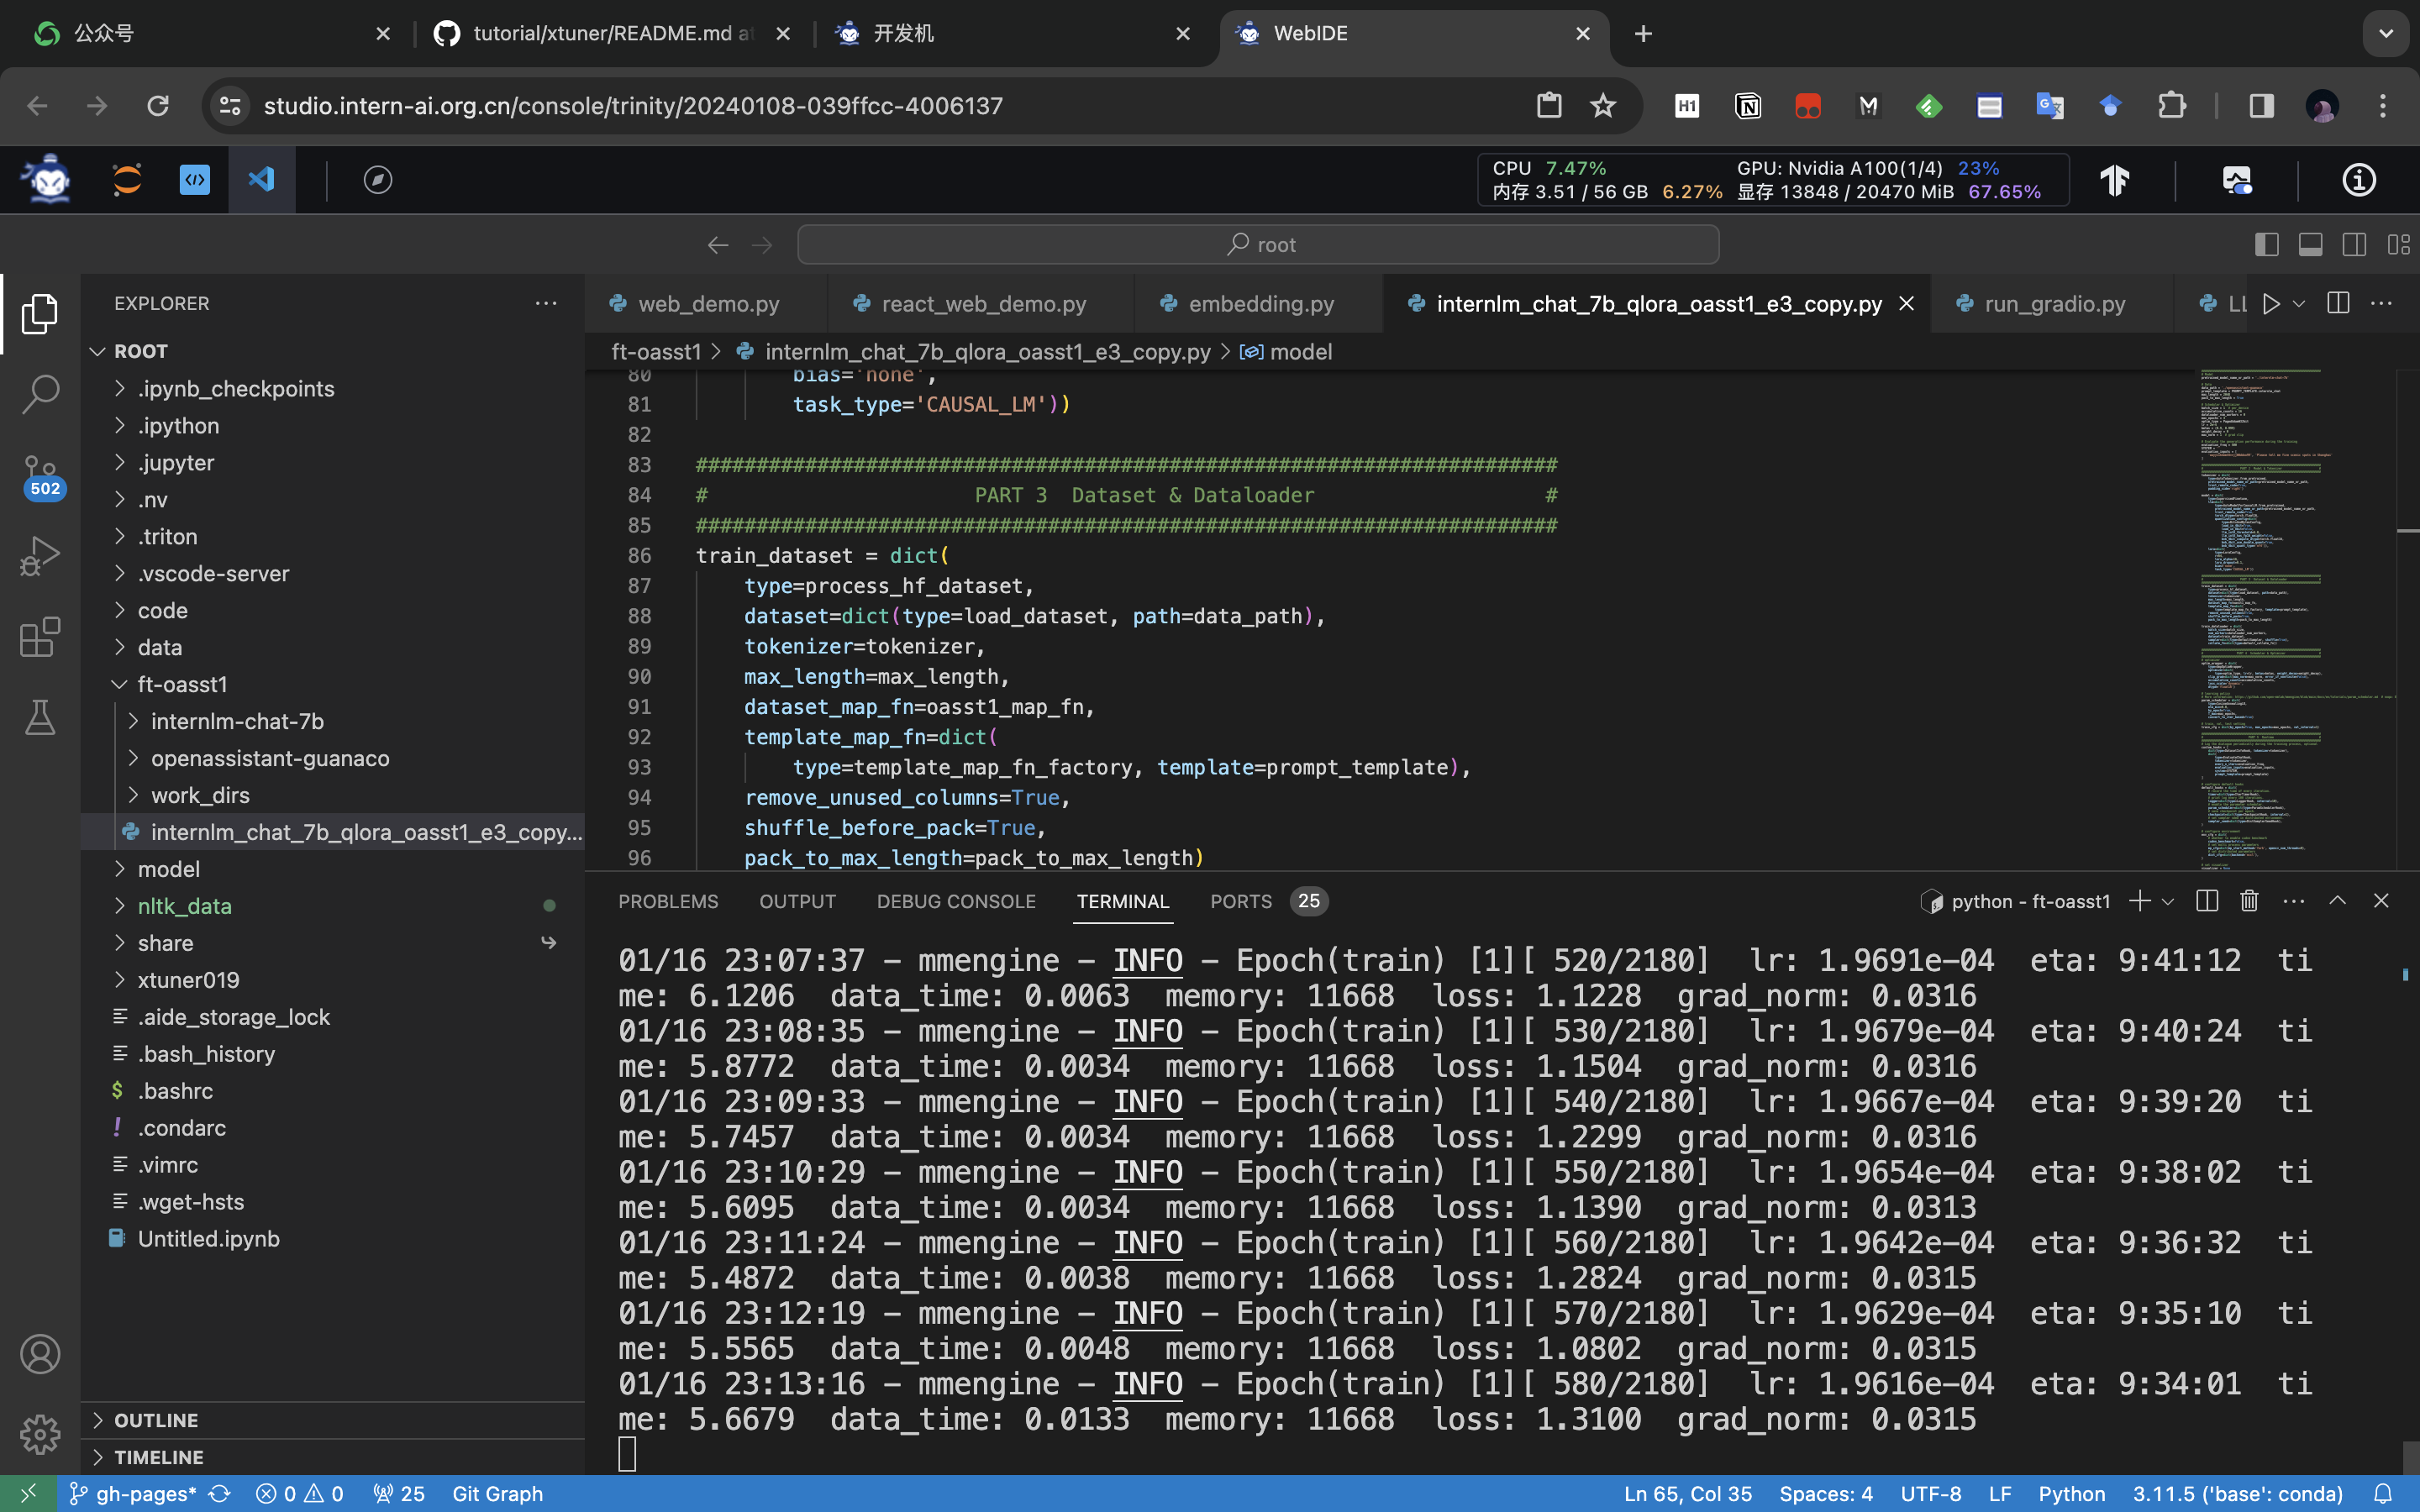 公众号
tutorial/xtuner/README.md at
开发机
WebIDE
studio.intern-ai.org.cn/console/trinity/20240108-039ffcc-4006137
CPU 7.47% GPU: Nvidia A100(1/4) 23%
内存 3.51 / 56 GB 6.27% 显存 13848 / 20470 MiB 67.65%
root
EXPLORER
ROOT
.ipynb_checkpoints
.ipython
.jupyter
.nv
.triton
.vscode-server
code
data
ft-oasst1
internlm-chat-7b
openassistant-guanaco
work_dirs
internlm_chat_7b_qlora_oasst1_e3_copy...
model
nltk_data
share
xtuner019
.aide_storage_lock
.bash_history
.bashrc
.condarc
.vimrc
.wget-hsts
Untitled.ipynb
OUTLINE
TIMELINE
502
web_demo.py
react_web_demo.py
embedding.py
internlm_chat_7b_qlora_oasst1_e3_copy.py
run_gradio.py
ft-oasst1 > internlm_chat_7b_qlora_oasst1_e3_copy.py > model
80 bias='none',
81 task_type='CAUSAL_LM'))
82
83 #######################################################################
84 # PART 3 Dataset & Dataloader #
85 #######################################################################
86 train_dataset = dict(
87 type=process_hf_dataset,
88 dataset=dict(type=load_dataset, path=data_path),
89 tokenizer=tokenizer,
90 max_length=max_length,
91 dataset_map_fn=oasst1_map_fn,
92 template_map_fn=dict(
93 type=template_map_fn_factory, template=prompt_template),
94 remove_unused_columns=True,
95 shuffle_before_pack=True,
96 pack_to_max_length=pack_to_max_length)
PROBLEMS OUTPUT DEBUG CONSOLE TERMINAL PORTS 25
python - ft-oasst1
01/16 23:07:37 - mmengine - INFO - Epoch(train) [1][ 520/2180] lr: 1.9691e-04 eta: 9:41:12 ti
me: 6.1206 data_time: 0.0063 memory: 11668 loss: 1.1228 grad_norm: 0.0316
01/16 23:08:35 - mmengine - INFO - Epoch(train) [1][ 530/2180] lr: 1.9679e-04 eta: 9:40:24 ti
me: 5.8772 data_time: 0.0034 memory: 11668 loss: 1.1504 grad_norm: 0.0316
01/16 23:09:33 - mmengine - INFO - Epoch(train) [1][ 540/2180] lr: 1.9667e-04 eta: 9:39:20 ti
me: 5.7457 data_time: 0.0034 memory: 11668 loss: 1.2299 grad_norm: 0.0316
01/16 23:10:29 - mmengine - INFO - Epoch(train) [1][ 550/2180] lr: 1.9654e-04 eta: 9:38:02 ti
me: 5.6095 data_time: 0.0034 memory: 11668 loss: 1.1390 grad_norm: 0.0313
01/16 23:11:24 - mmengine - INFO - Epoch(train) [1][ 560/2180] lr: 1.9642e-04 eta: 9:36:32 ti
me: 5.4872 data_time: 0.0038 memory: 11668 loss: 1.2824 grad_norm: 0.0315
01/16 23:12:19 - mmengine - INFO - Epoch(train) [1][ 570/2180] lr: 1.9629e-04 eta: 9:35:10 ti
me: 5.5565 data_time: 0.0048 memory: 11668 loss: 1.0802 grad_norm: 0.0315
01/16 23:13:16 - mmengine - INFO - Epoch(train) [1][ 580/2180] lr: 1.9616e-04 eta: 9:34:01 ti
me: 5.6679 data_time: 0.0133 memory: 11668 loss: 1.3100 grad_norm: 0.0315
gh-pages* 0 0 25 Git Graph
Ln 65, Col 35 Spaces: 4 UTF-8 LF Python 3.11.5 ('base': conda)